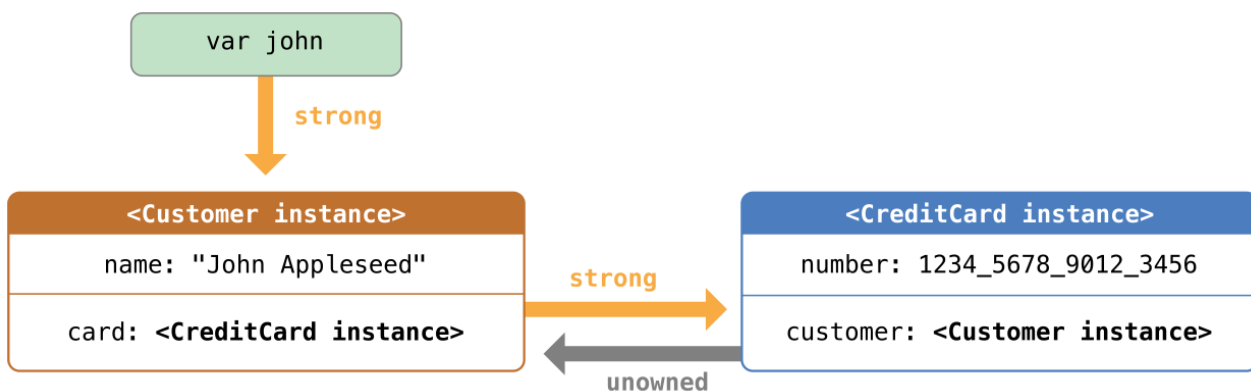 var john
strong
<Customer instance>
name: "John Appleseed"
card: <CreditCard instance>
strong
unowned
<CreditCard instance>
number: 1234_5678_9012_3456
customer: <Customer instance>